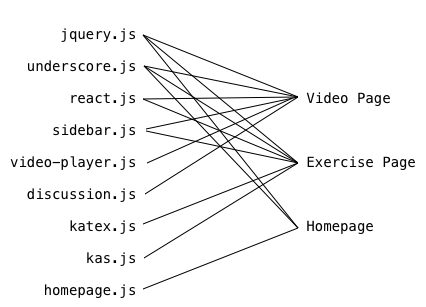 jquery.js
underscore.js
react.js
Video Page
sidebar.js
video-player.js
Exercise Page
discussion.js
katex.js
Homepage
kas.js
homepage.js